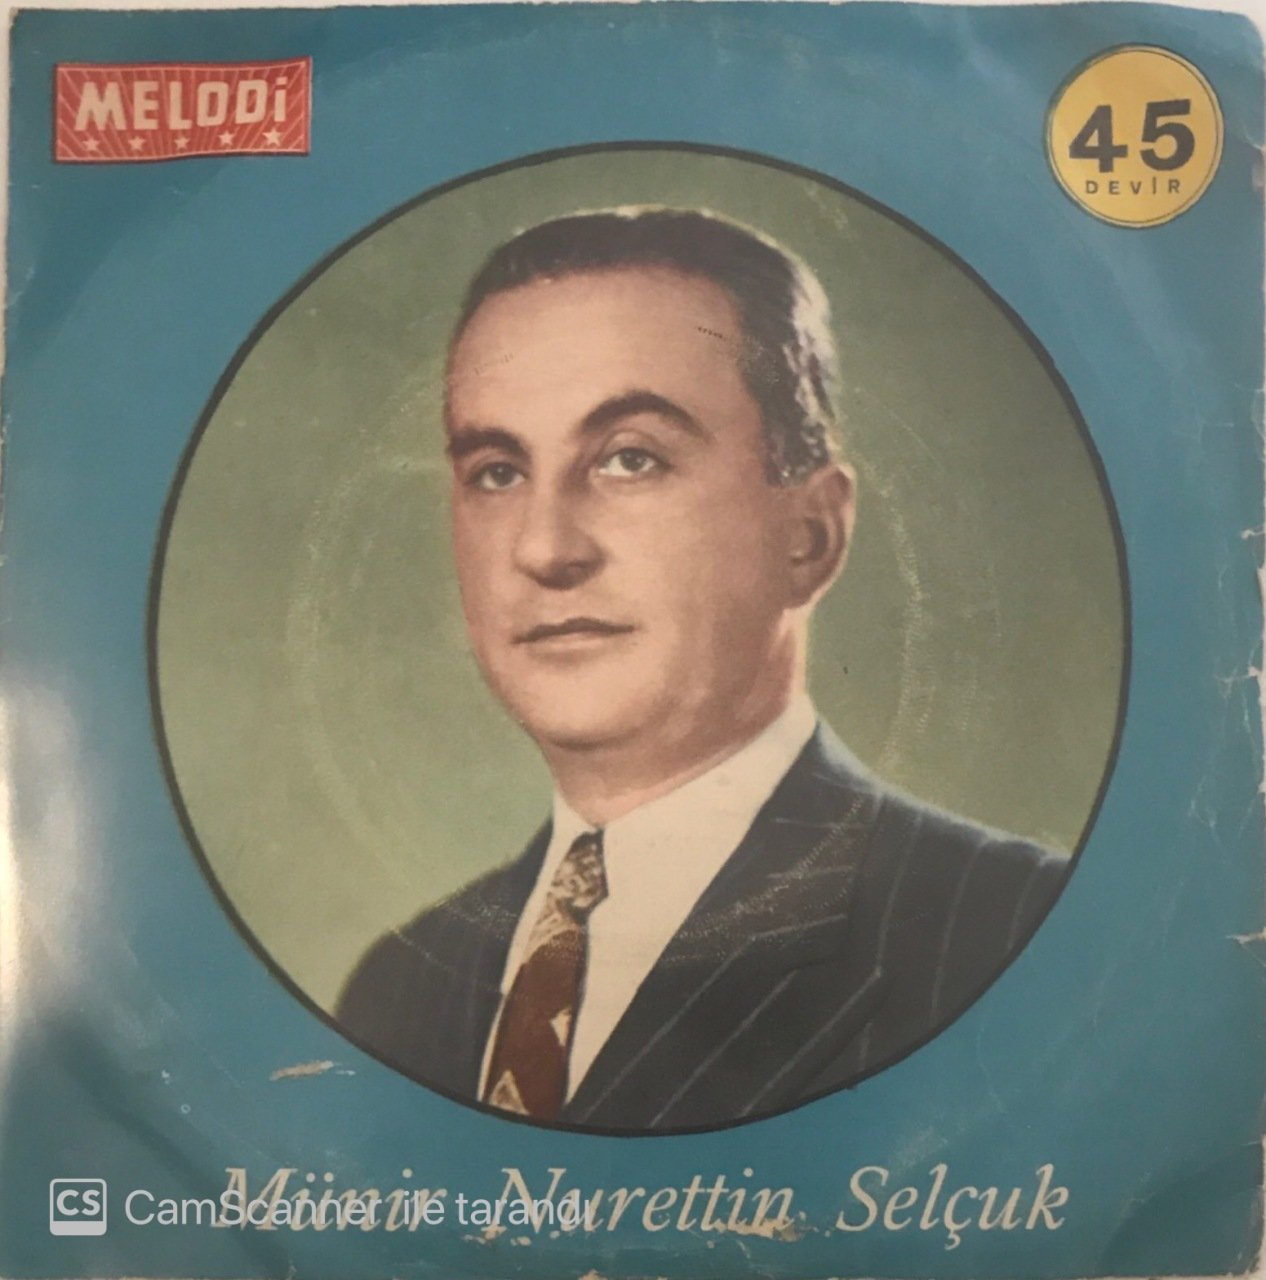 MELODİ
45
DEVİR
Münir Nurettin Selçuk
CS CamScanner ile tarandı